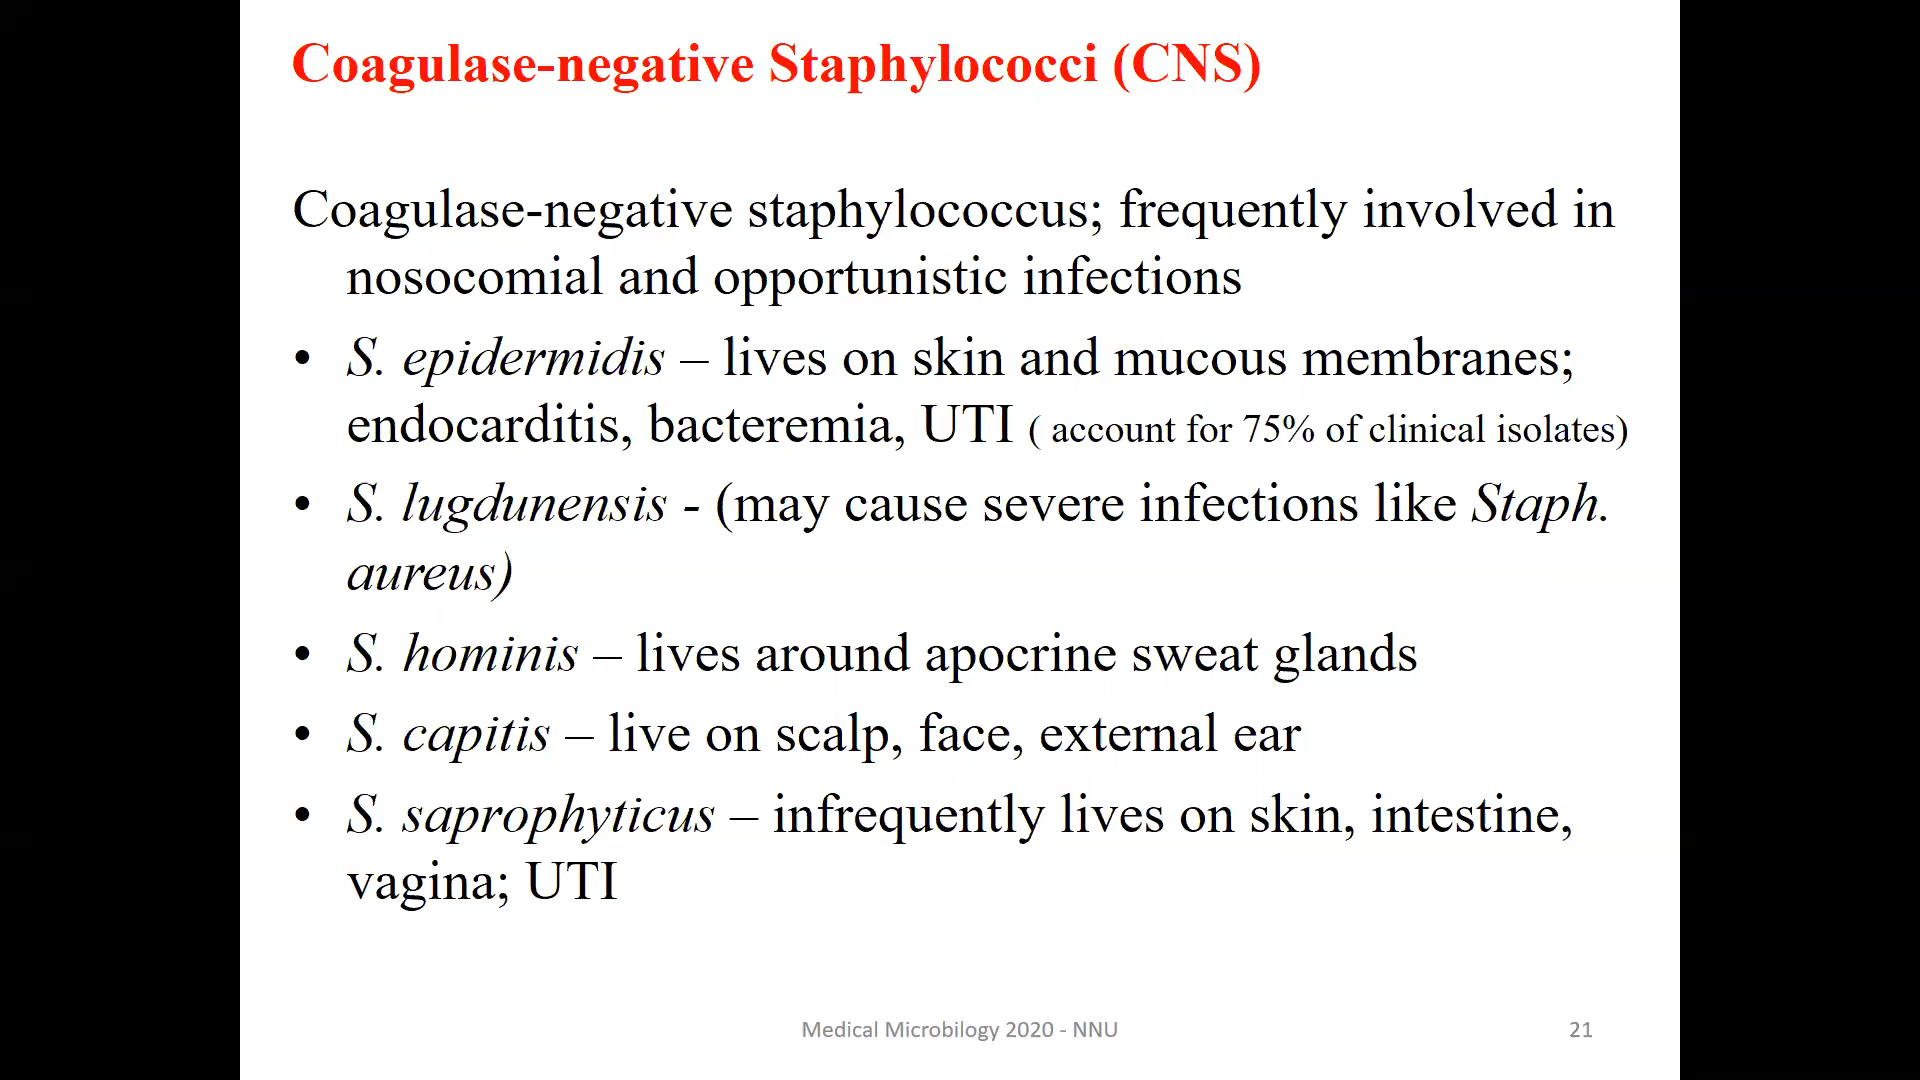 Coagulase-negative Staphylococci (CNS)
Coagulase-negative staphylococcus; frequently involved in
nosocomial and opportunistic infections
• S. epidermidis – lives on skin and mucous membranes;
endocarditis, bacteremia, UTI ( account for 75% of clinical isolates)
• S. lugdunensis - (may cause severe infections like Staph.
aureus)
• S. hominis – lives around apocrine sweat glands
• S. capitis – live on scalp, face, external ear
• S. saprophyticus – infrequently lives on skin, intestine,
vagina; UTI
Medical Microbilogy 2020 - NNU
21